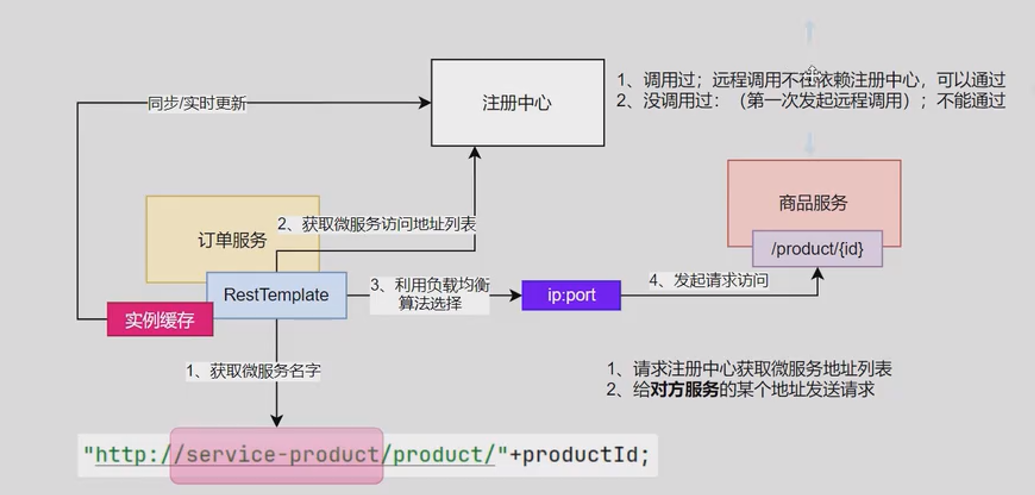 1、调用过；远程调用不在依赖注册中心，可以通过
2、没调用过：（第一次发起远程调用）；不能通过
同步/实时更新
注册中心
商品服务
/product/{id}
订单服务
2、获取微服务访问地址列表
RestTemplate
3、利用负载均衡
算法选择
ip:port
4、发起请求访问
实例缓存
1、获取微服务名字
1、请求注册中心获取微服务地址列表
2、给对方服务的某个地址发送请求
"http://service-product/product/"+productId;